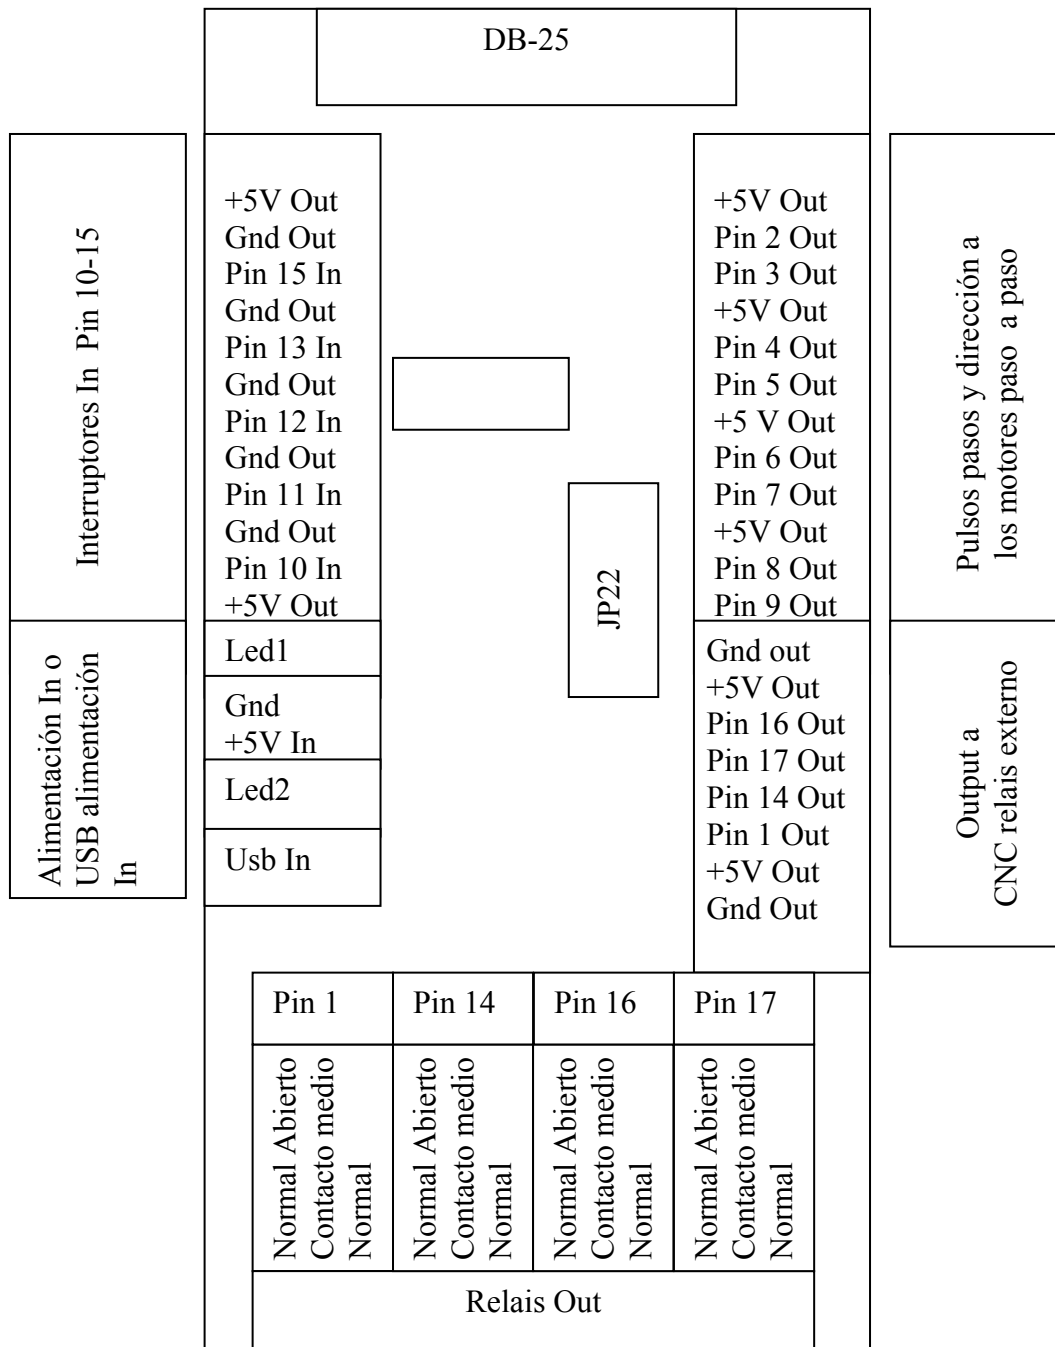 DB-25
Interruptores In  Pin 10-15
+5V Out
Gnd Out
Pin 15 In
Gnd Out
Pin 13 In
Gnd Out
Pin 12 In
Gnd Out
Pin 11 In
Gnd Out
Pin 10 In
+5V Out
+5V Out
Pin 2 Out
Pin 3 Out
+5V Out
Pin 4 Out
Pin 5 Out
+5 V Out
Pin 6 Out
Pin 7 Out
+5V Out
Pin 8 Out
Pin 9 Out
Pulsos pasos y dirección a
los motores paso  a paso
JP22
Alimentación In o
USB alimentación
In
Led1
Gnd
+5V In
Led2
Usb In
Gnd out
+5V Out
Pin 16 Out
Pin 17 Out
Pin 14 Out
Pin 1 Out
+5V Out
Gnd Out
Output a
CNC relais externo
Pin 1
Pin 14
Pin 16
Pin 17
Normal Abierto
Contacto medio
Normal
Normal Abierto
Contacto medio
Normal
Normal Abierto
Contacto medio
Normal
Normal Abierto
Contacto medio
Normal
Relais Out